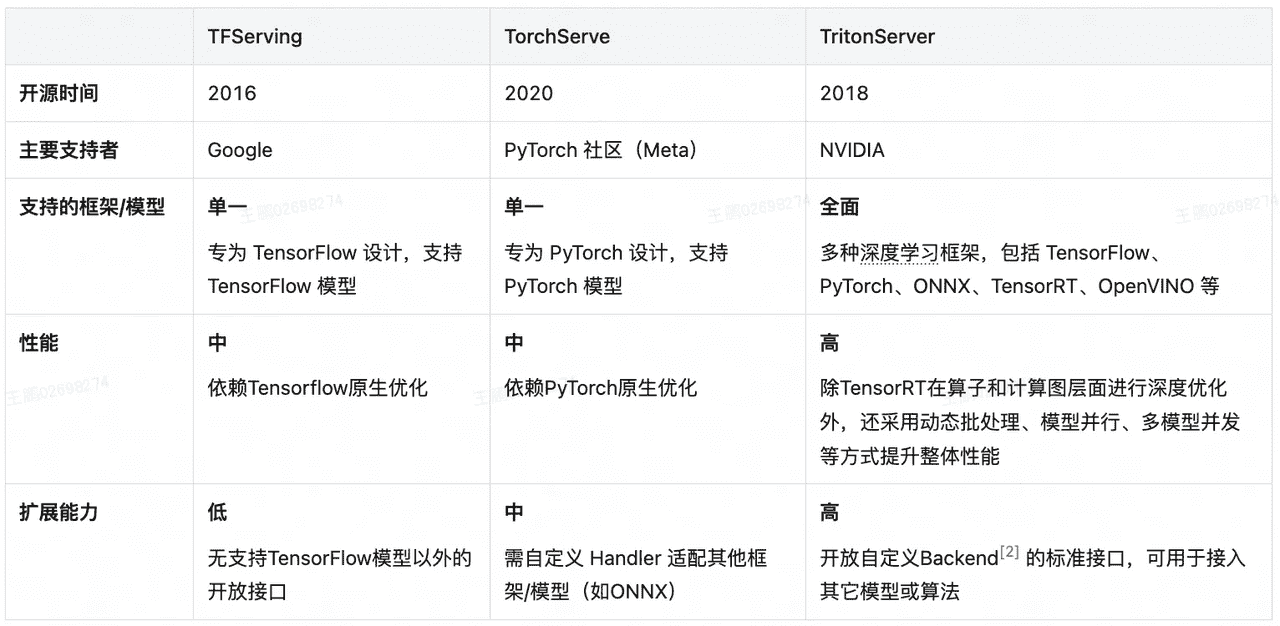 TFServing TorchServe TritonServer
开源时间 2016 2020 2018
主要支持者 Google PyTorch 社区（Meta） NVIDIA
支持的框架/模型 单一 单一 全面
专为 TensorFlow 设计，支持 专为 PyTorch 设计，支持 多种深度学习框架，包括 TensorFlow、
TensorFlow 模型 PyTorch 模型 PyTorch、ONNX、TensorRT、OpenVINO 等
性能 中 中 高
依赖Tensorflow原生优化 依赖PyTorch原生优化 除TensorRT在算子和计算图层面进行深度优化
外，还采用动态批处理、模型并行、多模型并发
等方式提升整体性能
扩展能力 低 中 高
无支持TensorFlow模型以外的 需自定义 Handler 适配其他框 开放自定义Backend[2] 的标准接口，可用于接入
开放接口 架/模型（如ONNX） 其它模型或算法